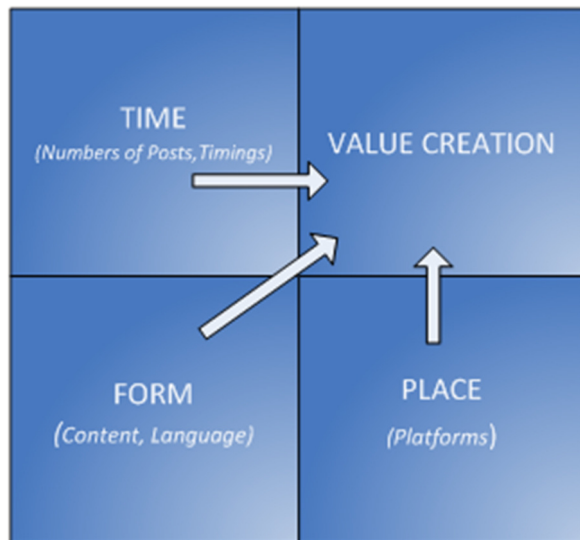 TIME
(Numbers of Posts,Timings)
VALUE CREATION
FORM
(Content, Language)
PLACE
(Platforms)